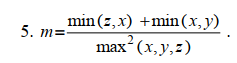 5. m= min(z,x) +min(x,y) / max²(x,y,z) .